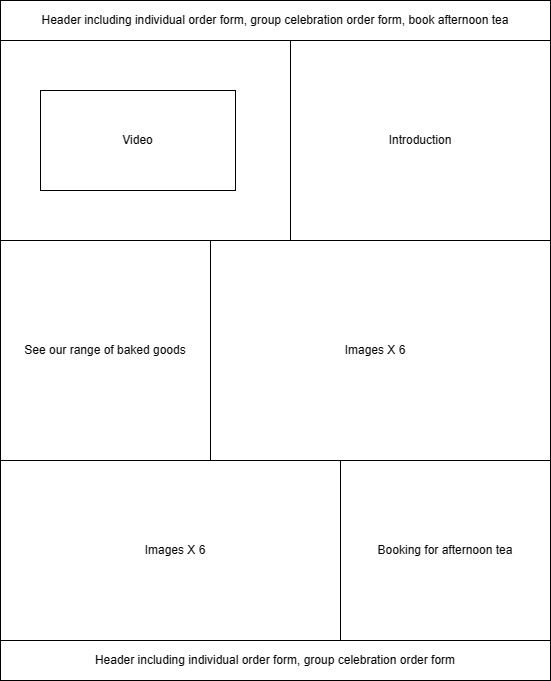 Header including individual order form, group celebration order form, book afternoon tea
Video
Introduction
See our range of baked goods
Images X 6
Images X 6
Booking for afternoon tea
Header including individual order form, group celebration order form